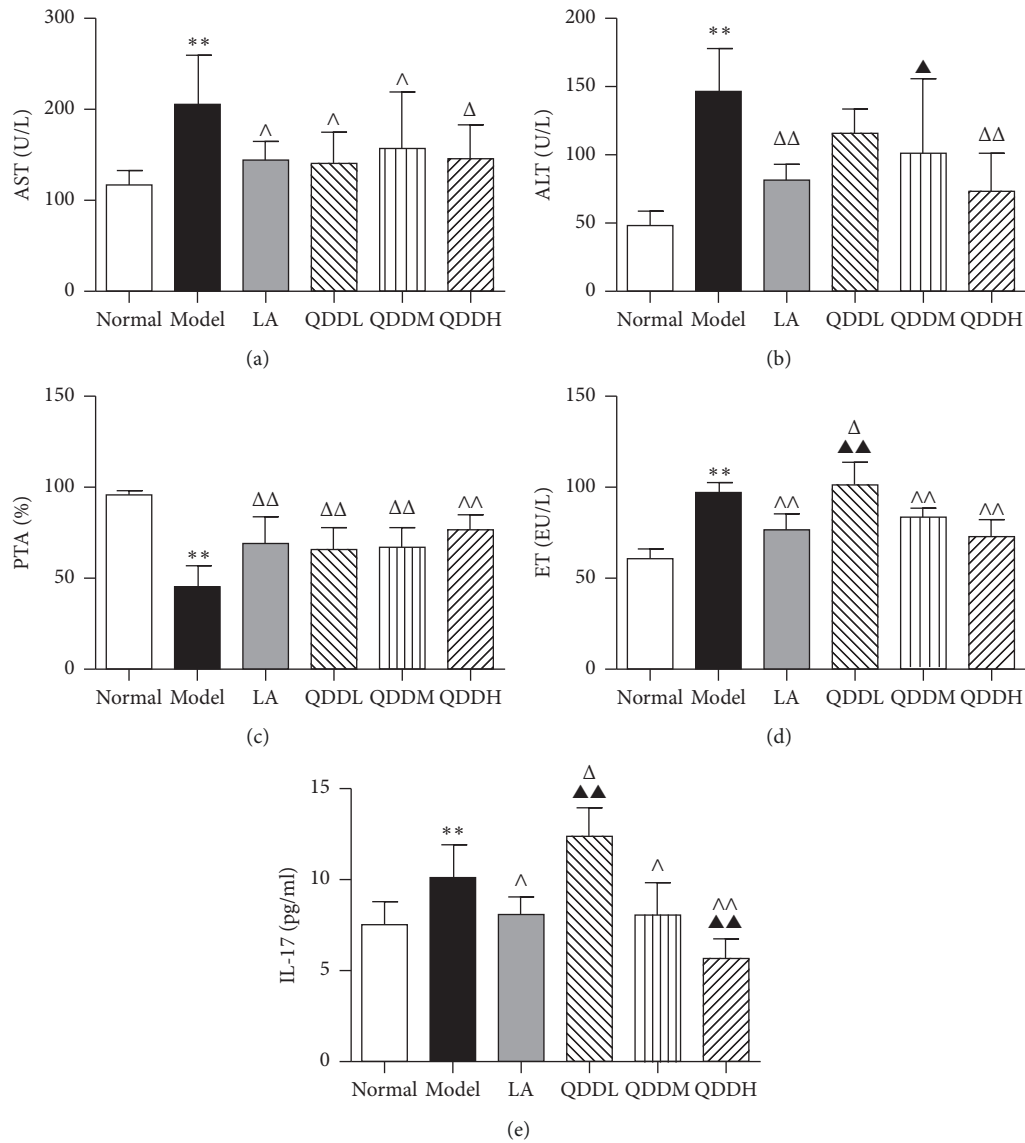 300
200
100
0
AST (U/L)
**
^
^
^
Δ
Normal Model LA QDDL QDDM QDDH
(a)
200
150
100
50
0
ALT (U/L)
**
ΔΔ
▲
ΔΔ
Normal Model LA QDDL QDDM QDDH
(b)
150
100
50
0
PTA (%)
**
ΔΔ
ΔΔ
ΔΔ
^^
Normal Model LA QDDL QDDM QDDH
(c)
150
100
50
0
ET (EU/L)
**
^^
Δ
▲▲
^^
^^
Normal Model LA QDDL QDDM QDDH
(d)
15
10
5
0
IL-17 (pg/ml)
**
^
Δ
▲▲
^
^^
▲▲
Normal Model LA QDDL QDDM QDDH
(e)